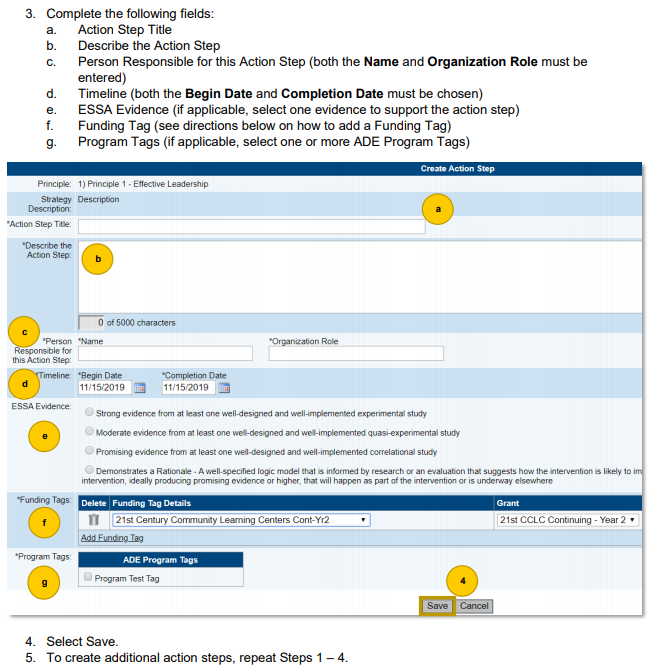 3. Complete the following fields:
a. Action Step Title
b. Describe the Action Step
c. Person Responsible for this Action Step (both the Name and Organization Role must be
entered)
d. Timeline (both the Begin Date and Completion Date must be chosen)
e. ESSA Evidence (if applicable, select one evidence to support the action step)
f. Funding Tag (see directions below on how to add a Funding Tag)
g. Program Tags (if applicable, select one or more ADE Program Tags)
Create Action Step
Principle: 1) Principle 1 - Effective Leadership
Strategy Description
Description:
a
*Action Step Title:
*Describe the
Action Step:
b
0 of 5000 characters
c
*Person *Name *Organization Role
Responsible for
this Action Step:
*Timeline: *Begin Date *Completion Date
d
11/15/2019 11/15/2019
ESSA Evidence:
Strong evidence from at least one well-designed and well-implemented experimental study
Moderate evidence from at least one well-designed and well-implemented quasi-experimental study
e
Promising evidence from at least one well-designed and well-implemented correlational study
Demonstrates a Rationale - A well-specified logic model that is informed by research or an evaluation that suggests how the intervention is likely to im
intervention, ideally producing promising evidence or higher, that will happen as part of the intervention or is underway elsewhere
*Funding Tags: Delete Funding Tag Details Grant
f
21st Century Community Learning Centers Cont-Yr2 21st CCLC Continuing - Year 2
Add Funding Tag
*Program Tags: ADE Program Tags
g
Program Test Tag
4
Save Cancel
4. Select Save.
5. To create additional action steps, repeat Steps 1 – 4.